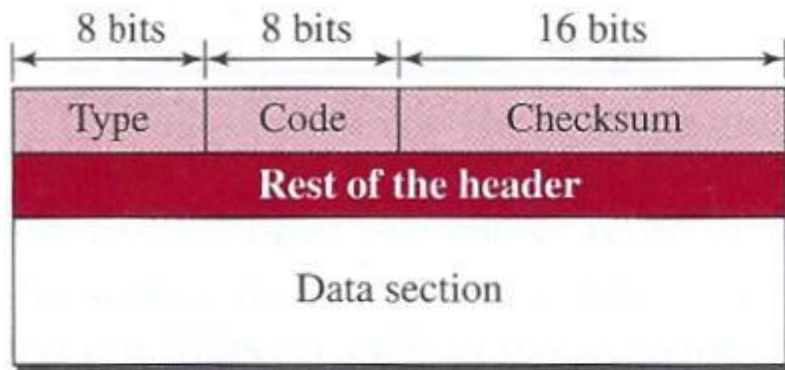 8 bits 8 bits 16 bits
Type Code Checksum
Rest of the header
Data section